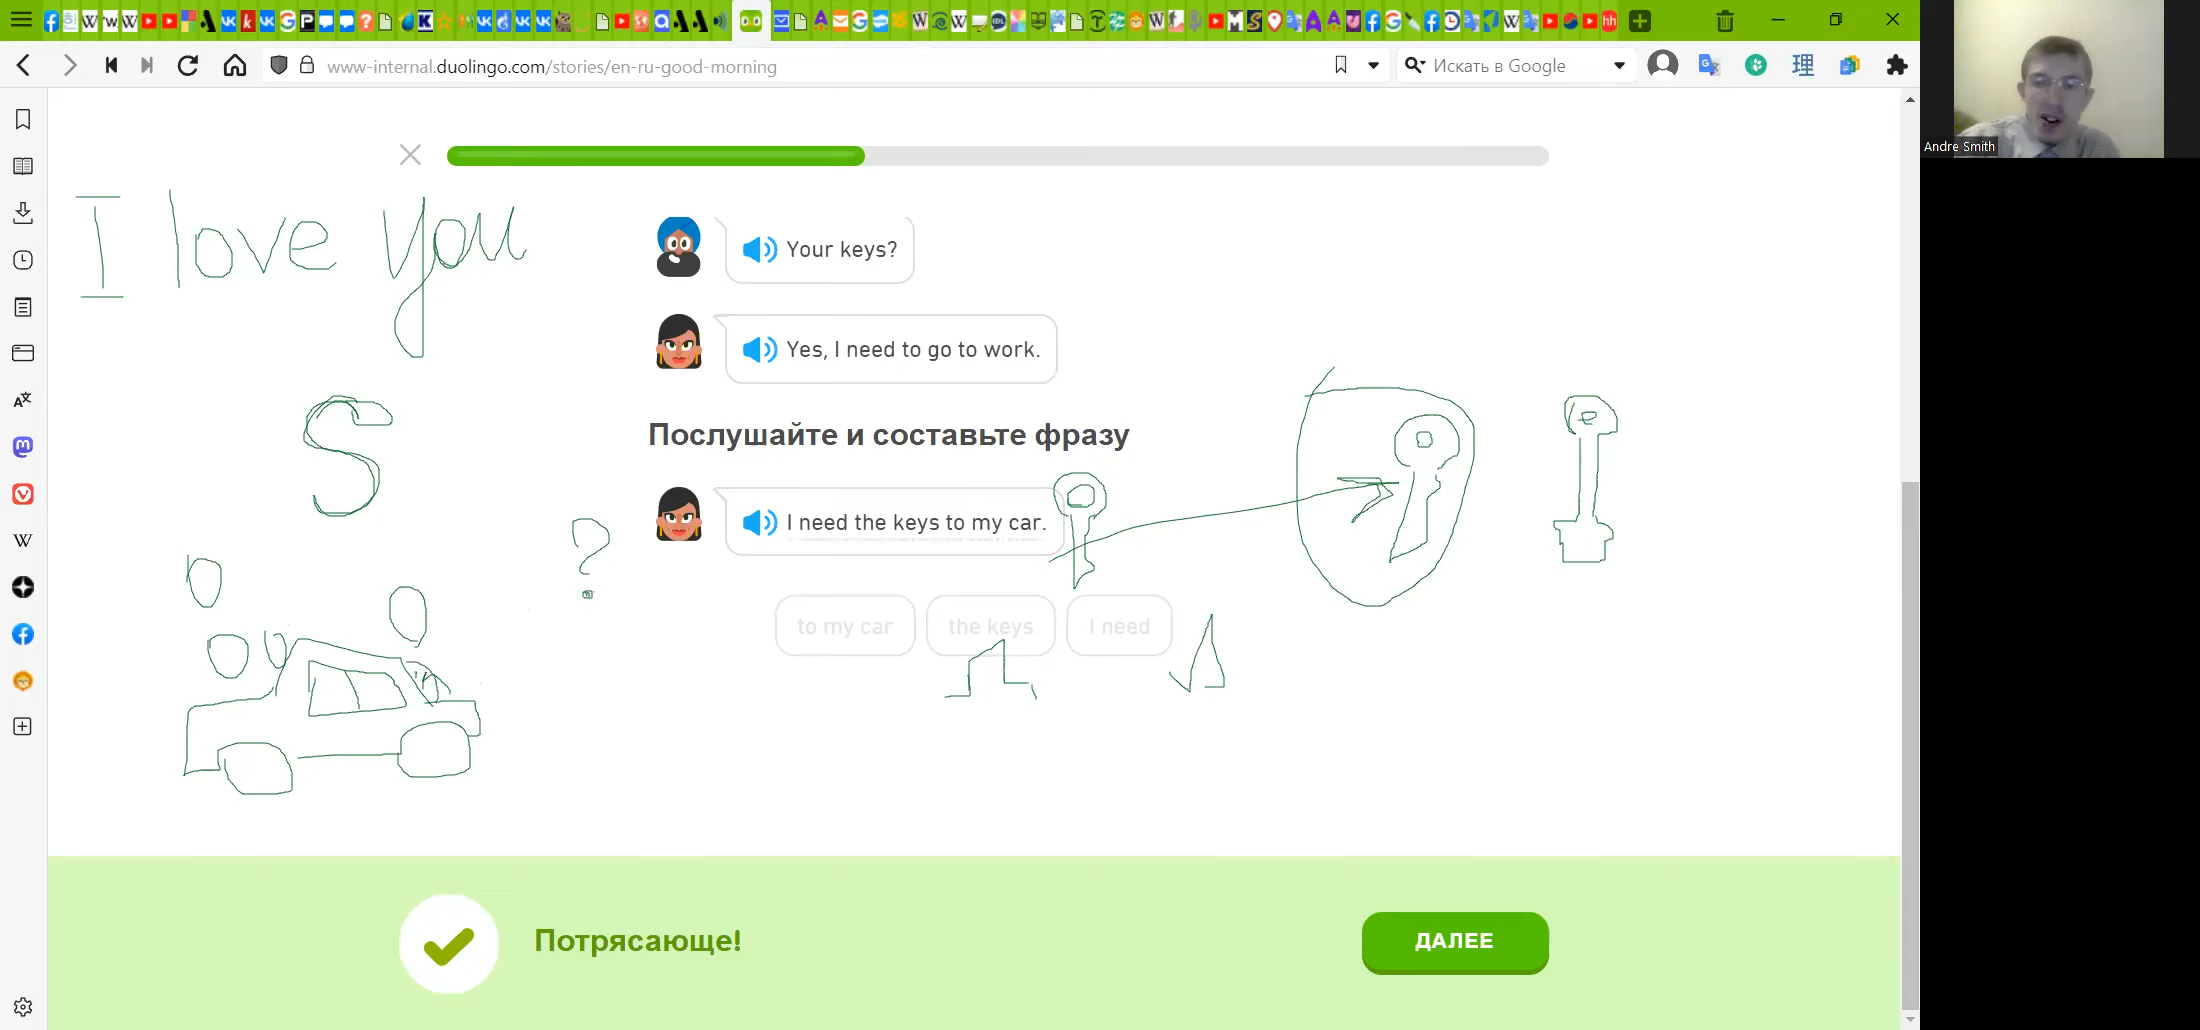 www-internal.duolingo.com/stories/en-ru-good-morning
Искать в Google
Andre Smith
I love you
Your keys?
Yes, I need to go to work.
Послушайте и составьте фразу
S
I need the keys to my car.
?
to my car
the keys
I need
Потрясающе!
ДАЛЕЕ